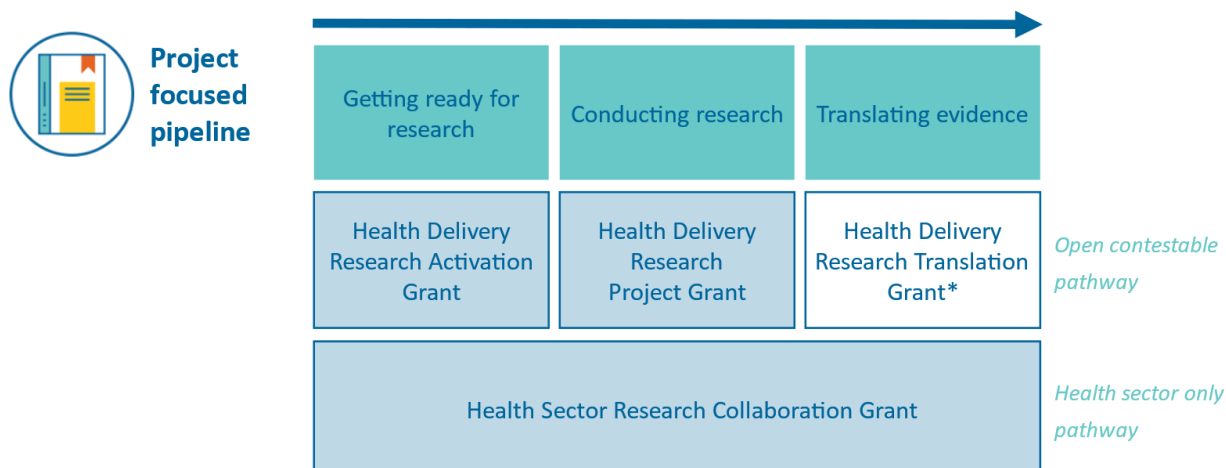 Project
focused
pipeline
Getting ready for
research
Conducting research
Translating evidence
Health Delivery
Research Activation
Grant
Health Delivery
Research
Project Grant
Health Delivery
Research Translation
Grant*
Open contestable
pathway
Health Sector Research Collaboration Grant
Health sector only
pathway